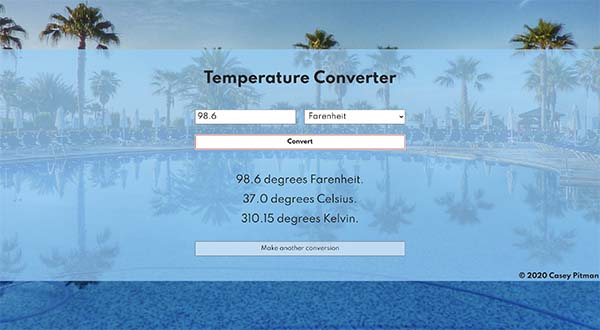 Temperature Converter
98.6 Farenheit
Convert
98.6 degrees Farenheit.
37.0 degrees Celsius.
310.15 degrees Kelvin.
Make another conversion
© 2020 Casey Pitman